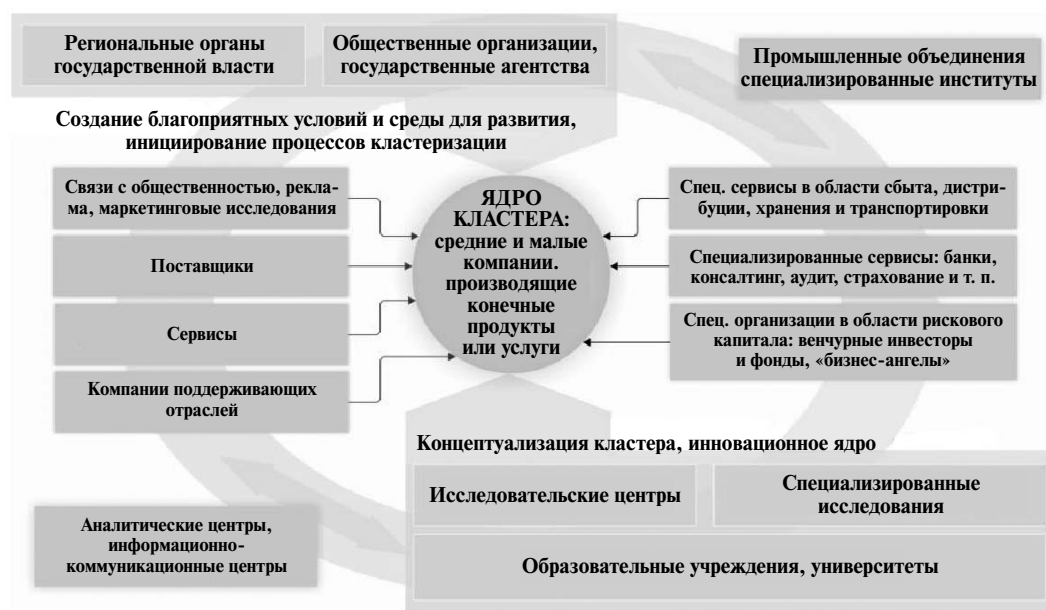 Региональные органы
государственной власти
Общественные организации,
государственные агентства
Промышленные объединения
специализированные институты
Создание благоприятных условий и среды для развития,
инициирование процессов кластеризации
Связи с общественностью, рекла-
ма, маркетинговые исследования
Поставщики
Сервисы
Компании поддерживающих
отраслей
ЯДРО
КЛАСТЕРА:
средние и малые
компании.
производящие
конечные
продукты
или услуги
Спец. сервисы в области сбыта, дистри-
буции, хранения и транспортировки
Специализированные сервисы: банки,
консалтинг, аудит, страхование и т. п.
Спец. организации в области рискового
капитала: венчурные инвесторы
и фонды, «бизнес-ангелы»
Концептуализация кластера, инновационное ядро
Исследовательские центры
Специализированные
исследования
Образовательные учреждения, университеты
Аналитические центры,
информационно-
коммуникационные центры